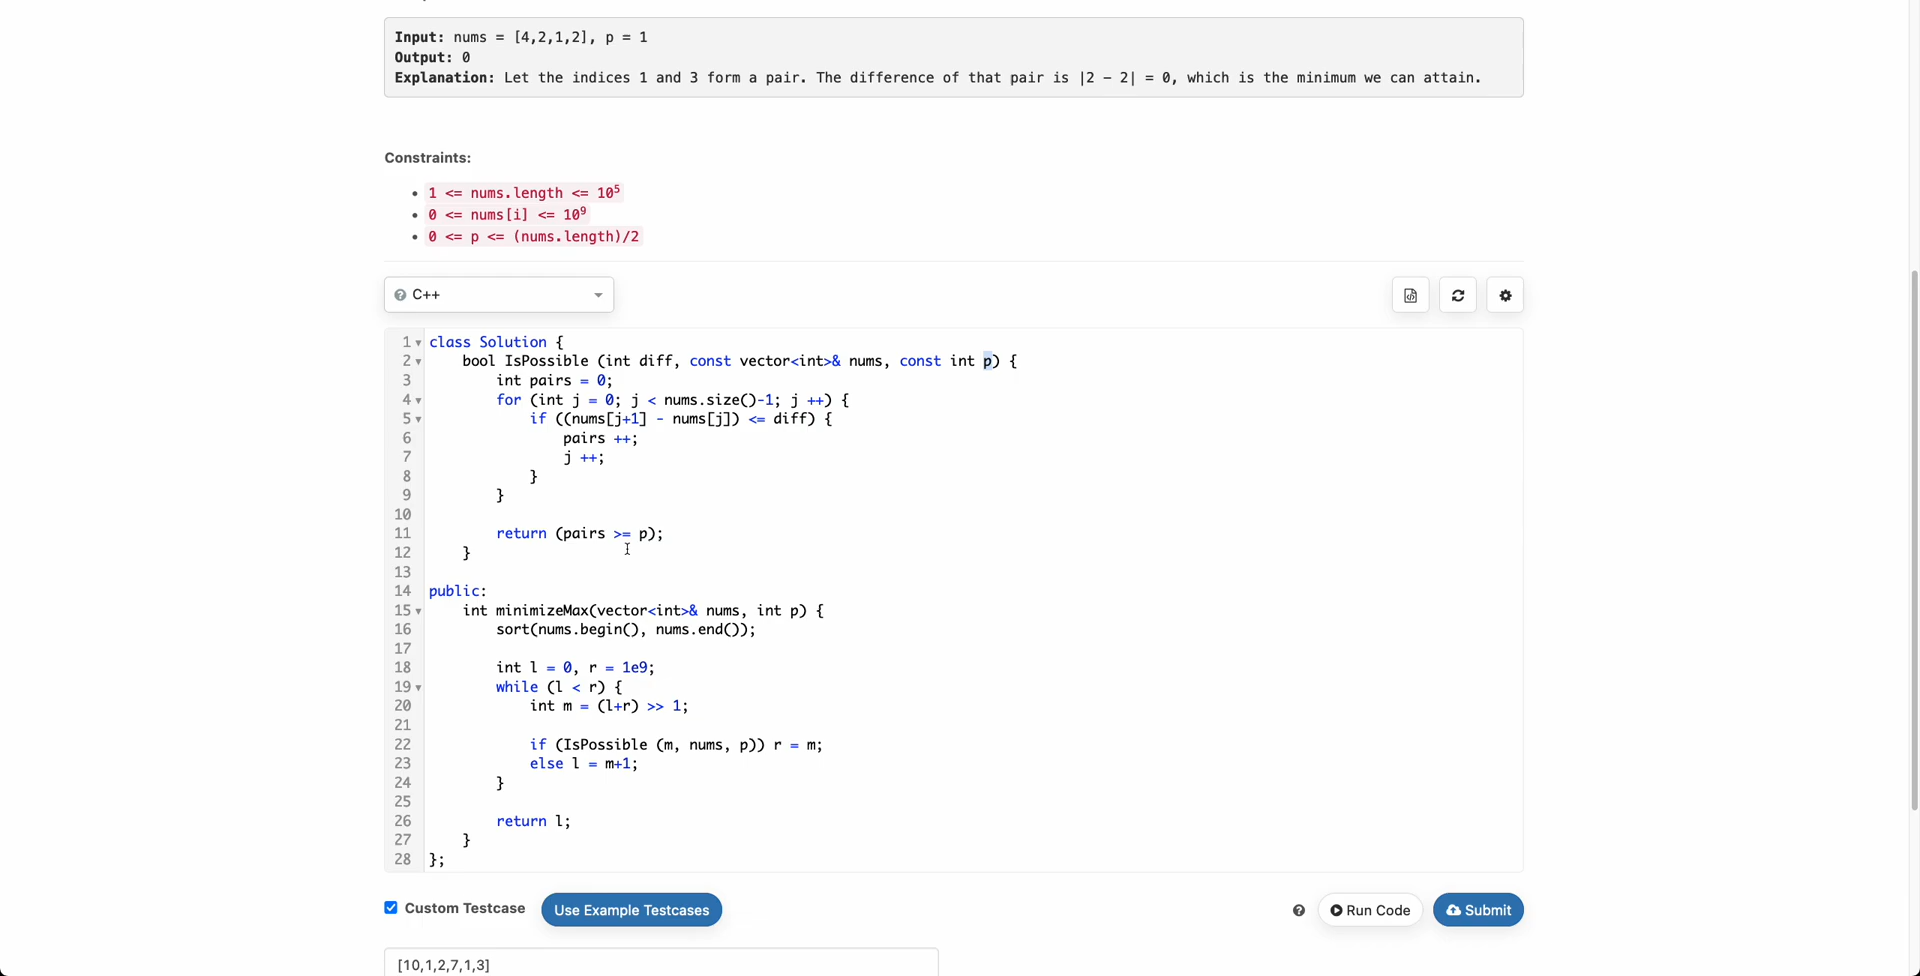 Input: nums = [4,2,1,2], p = 1
Output: 0
Explanation: Let the indices 1 and 3 form a pair. The difference of that pair is |2 - 2| = 0, which is the minimum we can attain.
Constraints:
1 <= nums.length <= 10⁵
0 <= nums[i] <= 10⁹
0 <= p <= (nums.length)/2
C++
1 class Solution {
2     bool IsPossible (int diff, const vector<int>& nums, const int p) {
3         int pairs = 0;
4         for (int j = 0; j < nums.size()-1; j ++) {
5             if ((nums[j+1] - nums[j]) <= diff) {
6                 pairs ++;
7                 j ++;
8             }
9         }
10
11         return (pairs >= p);
12     }
13
14 public:
15     int minimizeMax(vector<int>& nums, int p) {
16         sort(nums.begin(), nums.end());
17
18         int l = 0, r = 1e9;
19         while (l < r) {
20             int m = (l+r) >> 1;
21
22             if (IsPossible (m, nums, p)) r = m;
23             else l = m+1;
24         }
25
26         return l;
27     }
28 };
Custom Testcase Use Example Testcases Run Code Submit
[10,1,2,7,1,3]